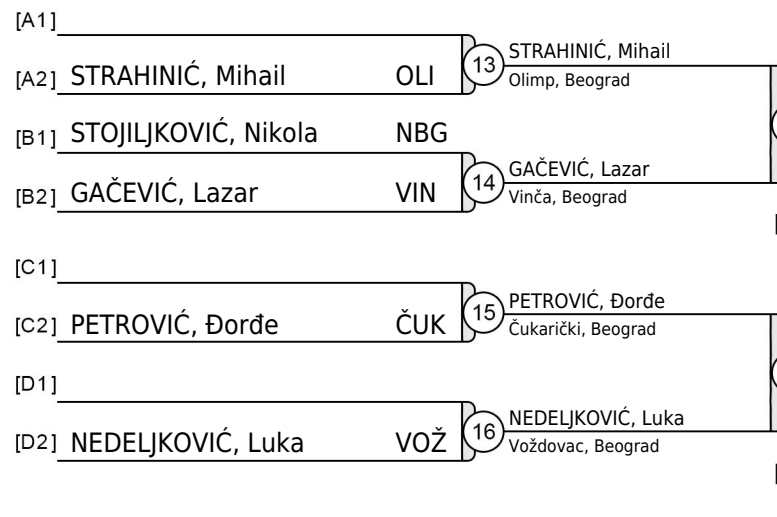 [A1]
[A2] STRAHINIĆ, Mihail OLI
13
STRAHINIĆ, Mihail
Olimp, Beograd
[B1] STOJILJKOVIĆ, Nikola NBG
[B2] GAČEVIĆ, Lazar VIN
14
GAČEVIĆ, Lazar
Vinča, Beograd
[C1]
[C2] PETROVIĆ, Đorđe ČUK
15
PETROVIĆ, Đorđe
Čukarički, Beograd
[D1]
[D2] NEDELJKOVIĆ, Luka VOŽ
16
NEDELJKOVIĆ, Luka
Voždovac, Beograd